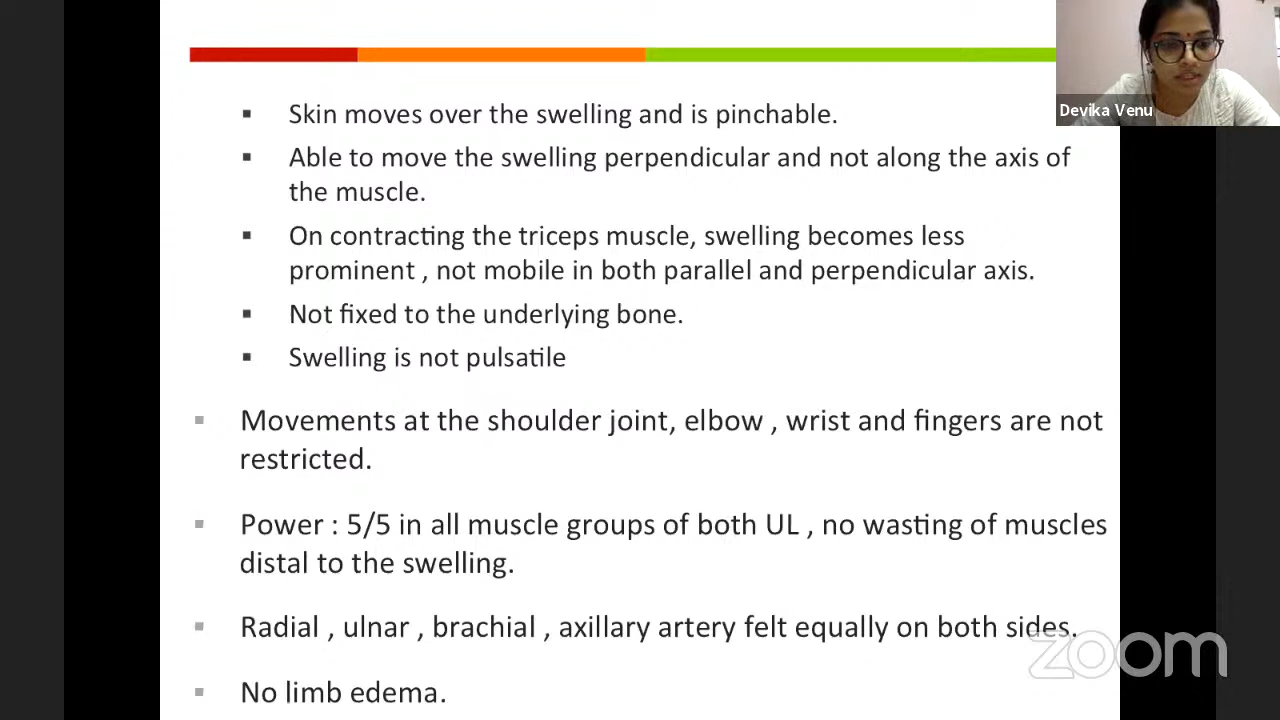 ▪ Skin moves over the swelling and is pinchable.
▪ Able to move the swelling perpendicular and not along the axis of
the muscle.
▪ On contracting the triceps muscle, swelling becomes less
prominent , not mobile in both parallel and perpendicular axis.
▪ Not fixed to the underlying bone.
▪ Swelling is not pulsatile
▪ Movements at the shoulder joint, elbow , wrist and fingers are not
restricted.
▪ Power : 5/5 in all muscle groups of both UL , no wasting of muscles
distal to the swelling.
▪ Radial , ulnar , brachial , axillary artery felt equally on both sides.
▪ No limb edema.
Devika Venu
zoom